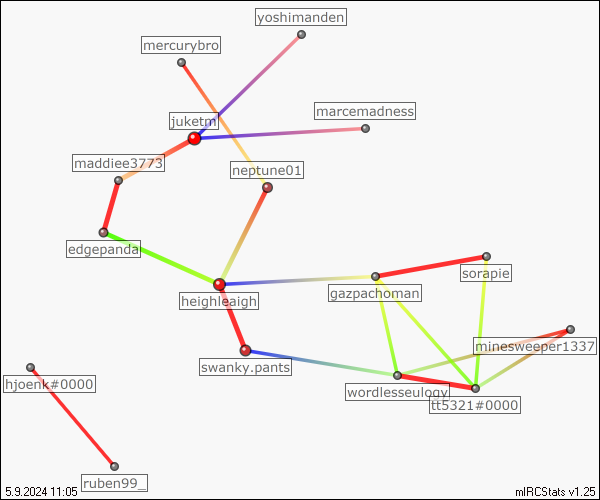 yoshimanden
mercurybro
marcemadness
juketm
maddiee3773
neptune01
edgepanda
sorapie
gazpachoman
heighleaigh
minesweeper1337
swanky.pants
hjoenk#0000
wordlesseulogy
tt5321#0000
ruben99_
5.9.2024 11:05
mIRCStats v1.25